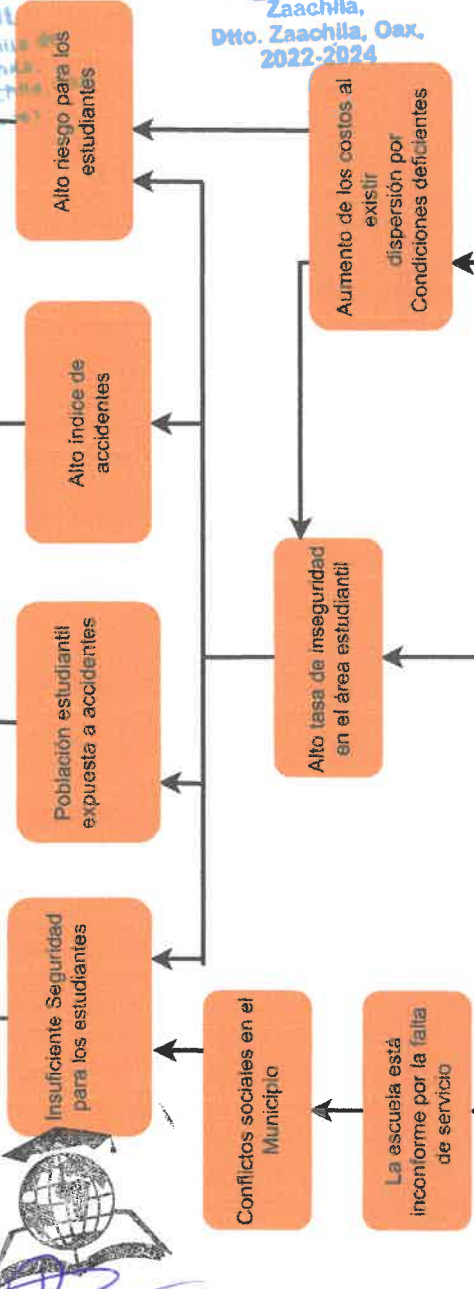 Zaachila,
Dtto. Zaachila, Oax,
2022-2024
Insuficiente Seguridad
para los estudiantes
Población estudiantil
expuesta a accidentes
Alto índice de
accidentes
Alto riesgo para los
estudiantes
Conflictos sociales en el
Municipio
Alto tasa de inseguridad
en el área estudiantil
Aumento de los costos al
existir
dispersión por
Condiciones deficientes
La escuela está
inconforme por la falta
de servicio